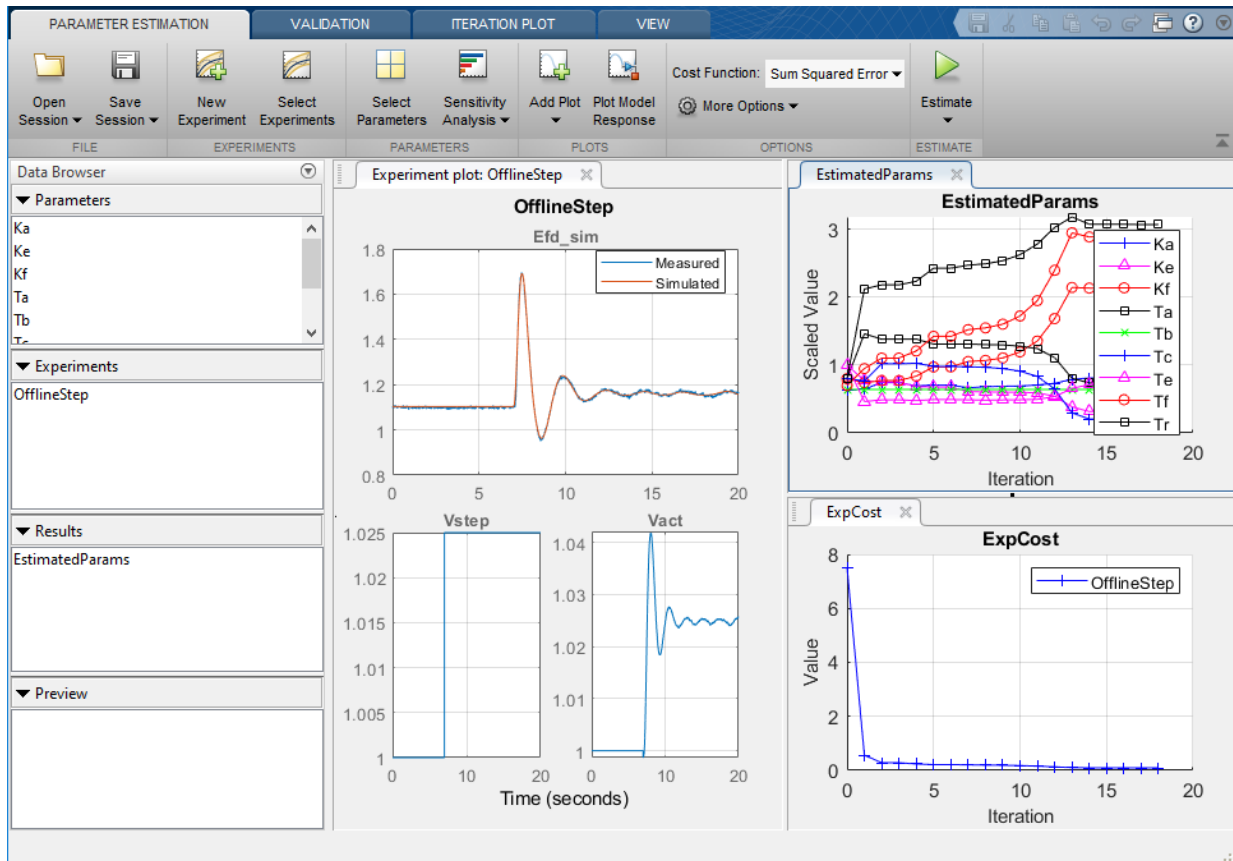 PARAMETER ESTIMATION
VALIDATION
ITERATION PLOT
VIEW
Open Session
Save Session
New Experiment
Select Experiments
Select Parameters
Sensitivity Analysis
Add Plot
Plot Model Response
Cost Function: Sum Squared Error
More Options
Estimate
FILE
EXPERIMENTS
PARAMETERS
PLOTS
OPTIONS
ESTIMATE
Data Browser
Parameters
Ka
Ke
Kf
Ta
Tb
Experiments
OfflineStep
Results
EstimatedParams
Preview
Experiment plot: OfflineStep
OfflineStep
Efd_sim
1.8
1.6
1.4
1.2
1
0.8
0 5 10 15 20
Measured
Simulated
Vstep
1.025
1.02
1.015
1.01
1.005
1
0 20
Vact
1.04
1.03
1.02
1.01
1
0 20
Time (seconds)
EstimatedParams
EstimatedParams
Scaled Value
3
2
1
0
0 5 10 15 20
Iteration
Ka
Ke
Kf
Ta
Tb
Tc
Te
Tf
Tr
ExpCost
ExpCost
Value
8
6
4
2
0
0 5 10 15 20
Iteration
OfflineStep